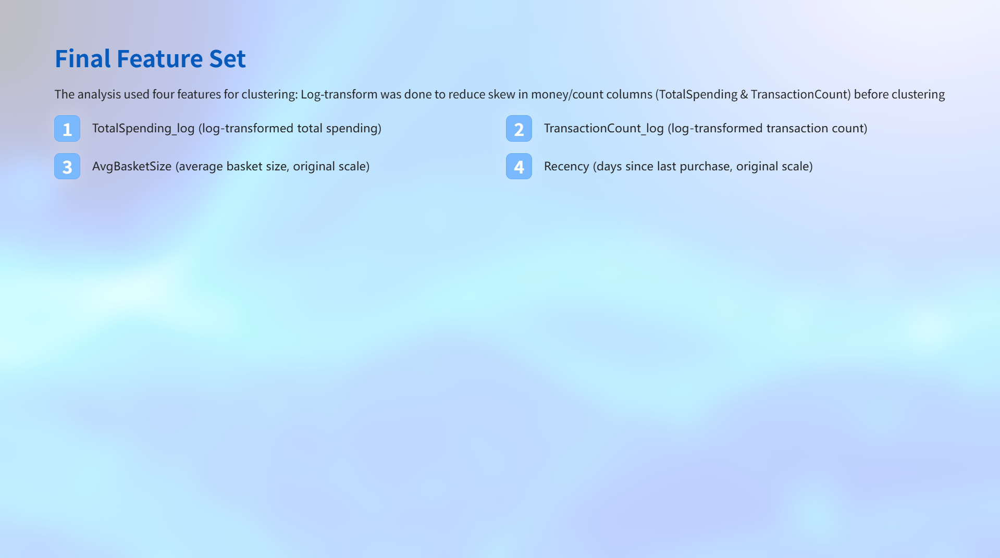 Final Feature Set
The analysis used four features for clustering: Log-transform was done to reduce skew in money/count columns (TotalSpending & TransactionCount) before clustering
1 TotalSpending_log (log-transformed total spending)
2 TransactionCount_log (log-transformed transaction count)
3 AvgBasketSize (average basket size, original scale)
4 Recency (days since last purchase, original scale)